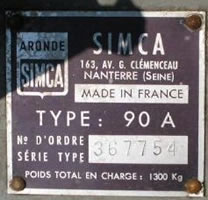 ARONDE
SIMCA
SIMCA
163, AV. G. CLÉMENCEAU
NANTERRE (SEINE)
MADE IN FRANCE
TYPE: 90 A
No D'ORDRE
SÉRIE TYPE
367754
POIDS TOTAL EN CHARGE: 1300 Kg